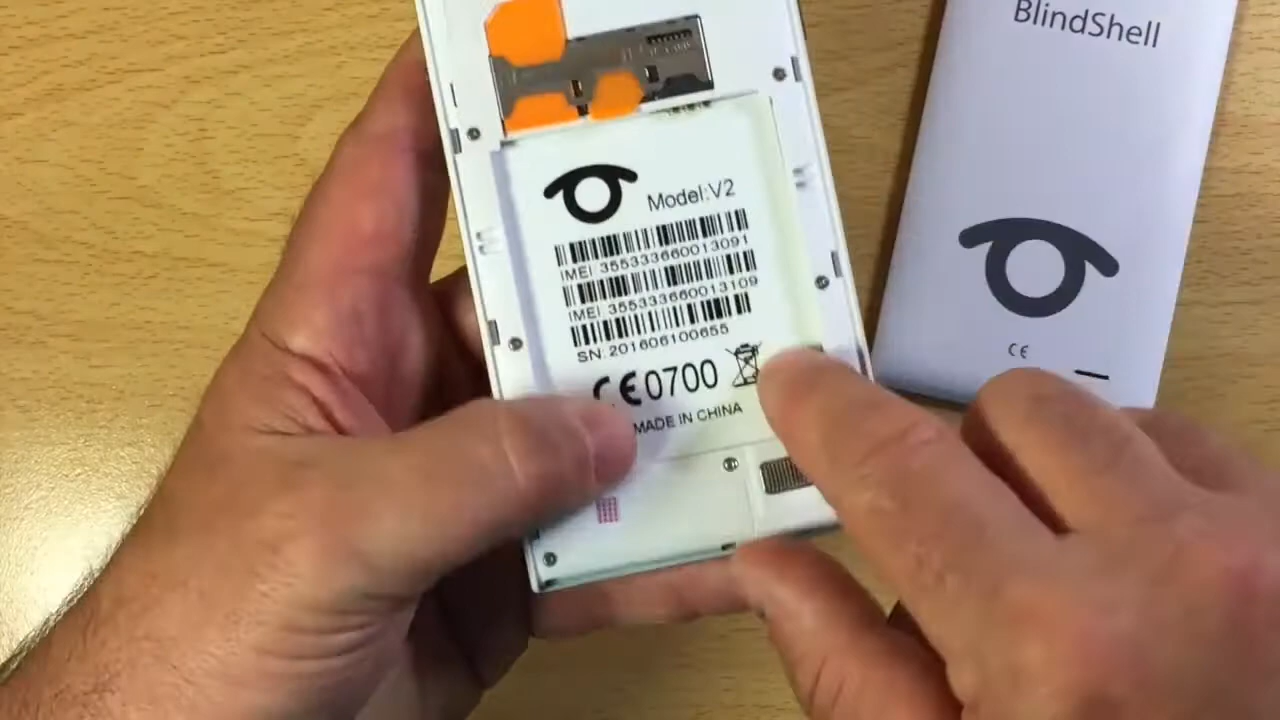 BlindShell
Model:V2
IMEI 355333660013091
IMEI 355333660013109
SN: 201606100655
CE0700
MADE IN CHINA
CE